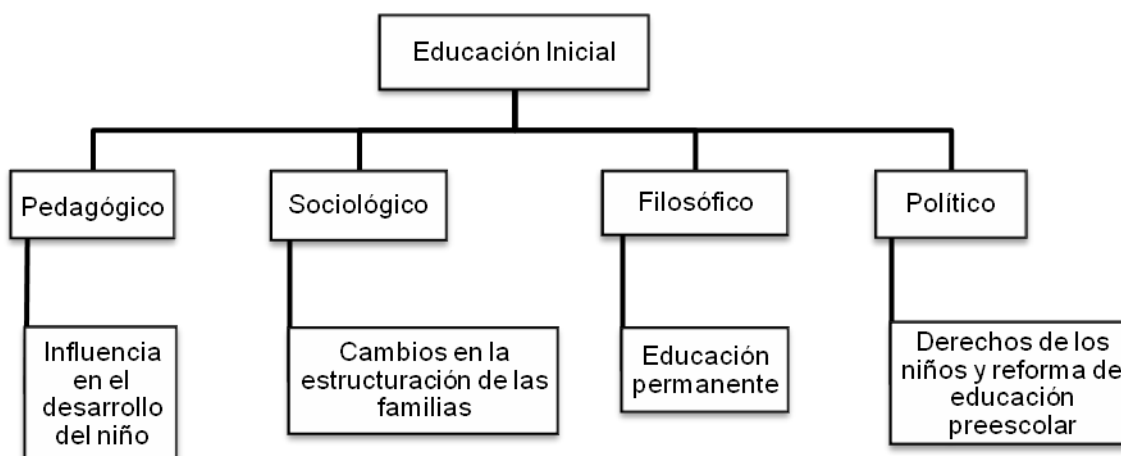 Educación Inicial
Pedagógico
Sociológico
Filosófico
Político
Influencia
en el
desarrollo
del niño
Cambios en la
estructuración de las
familias
Educación
permanente
Derechos de los
niños y reforma de
educación
preescolar